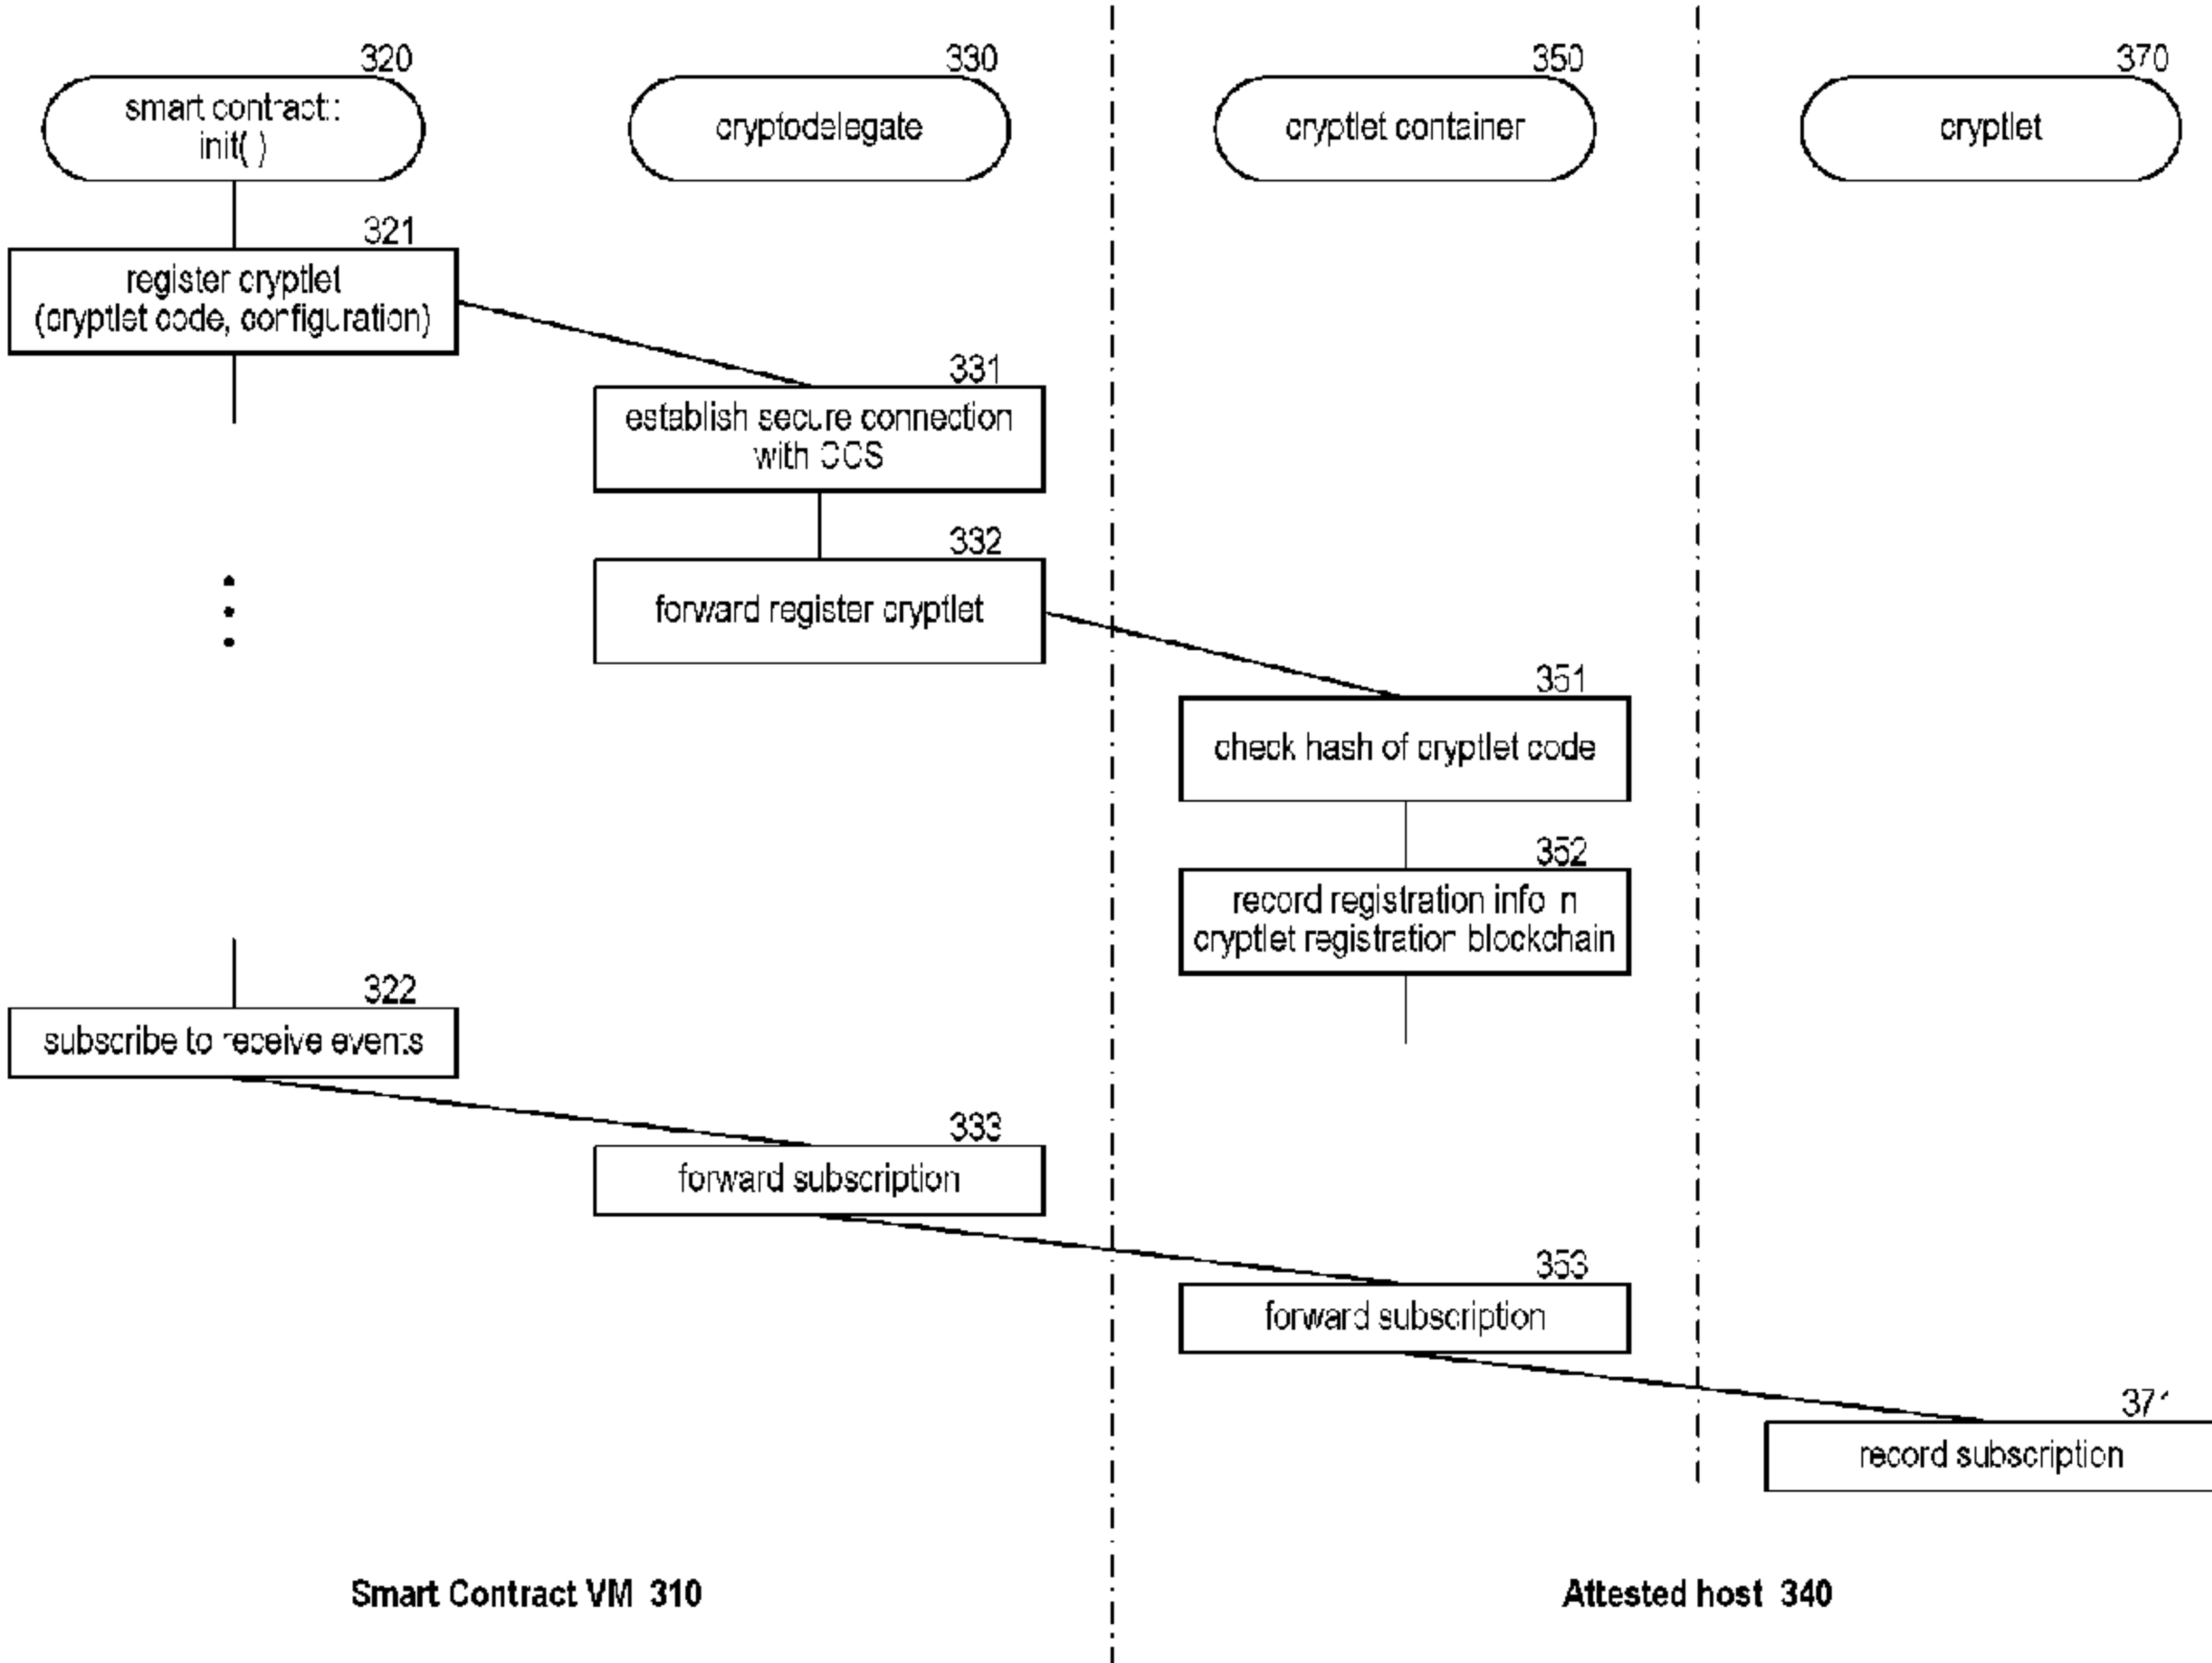 320
smart contract::
init( )
330
cryptodelegate
350
cryptlet container
370
cryptlet
321
register cryptlet
(cryptlet code, configuration)
331
establish secure connection
with CCS
332
forward register cryptlet
351
check hash of cryptlet code
352
record registration info in
cryptlet registration blockchain
322
subscribe to receive events
333
forward subscription
353
forward subscription
371
record subscription
Smart Contract VM 310
Attested host 340